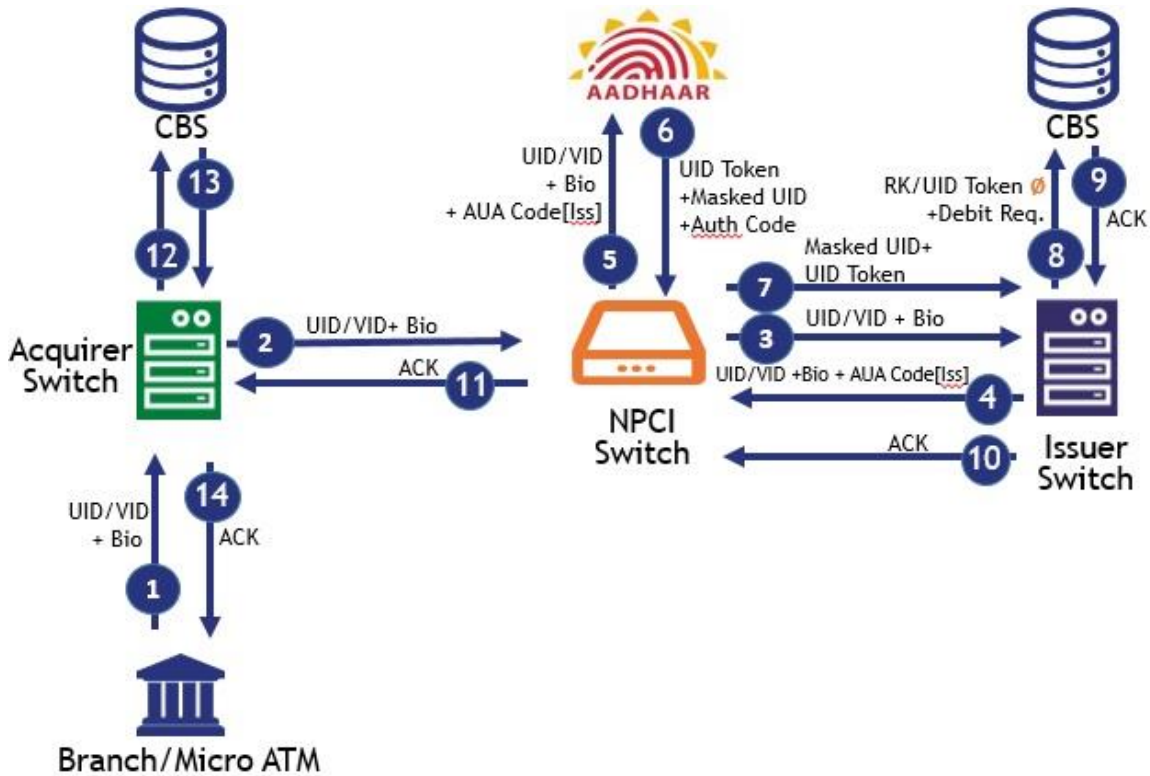 CBS
AADHAAR
CBS
12
13
UID/VID
+ Bio
+ AUA Code[Iss]
5
6
UID Token
+Masked UID
+Auth Code
RK/UID Token Ø
+Debit Req.
8
9
ACK
Masked UID+
UID Token
7
Acquirer
Switch
2
UID/VID+ Bio
ACK
11
3
UID/VID + Bio
UID/VID +Bio + AUA Code[Iss]
4
ACK
10
NPCI
Switch
Issuer
Switch
UID/VID
+ Bio
1
14
ACK
Branch/Micro ATM